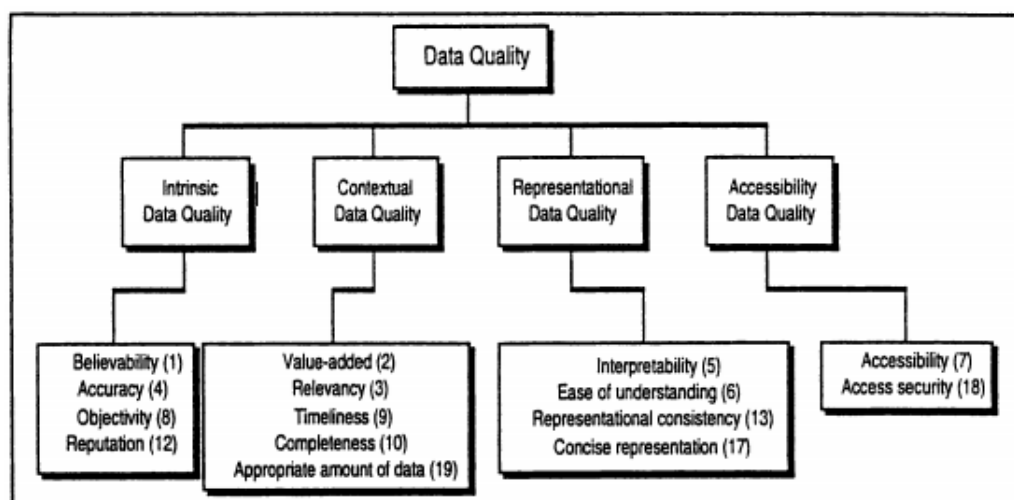 Data Quality
Intrinsic
Data Quality
Contextual
Data Quality
Representational
Data Quality
Accessibility
Data Quality
Believability (1)
Accuracy (4)
Objectivity (8)
Reputation (12)
Value-added (2)
Relevancy (3)
Timeliness (9)
Completeness (10)
Appropriate amount of data (19)
Interpretability (5)
Ease of understanding (6)
Representational consistency (13)
Concise representation (17)
Accessibility (7)
Access security (18)